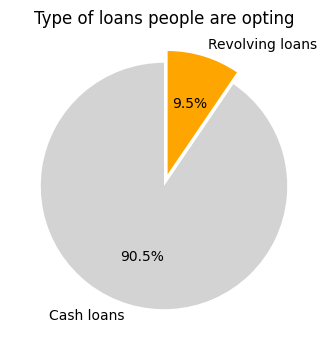 Type of loans people are opting
Revolving loans
9.5%
90.5%
Cash loans